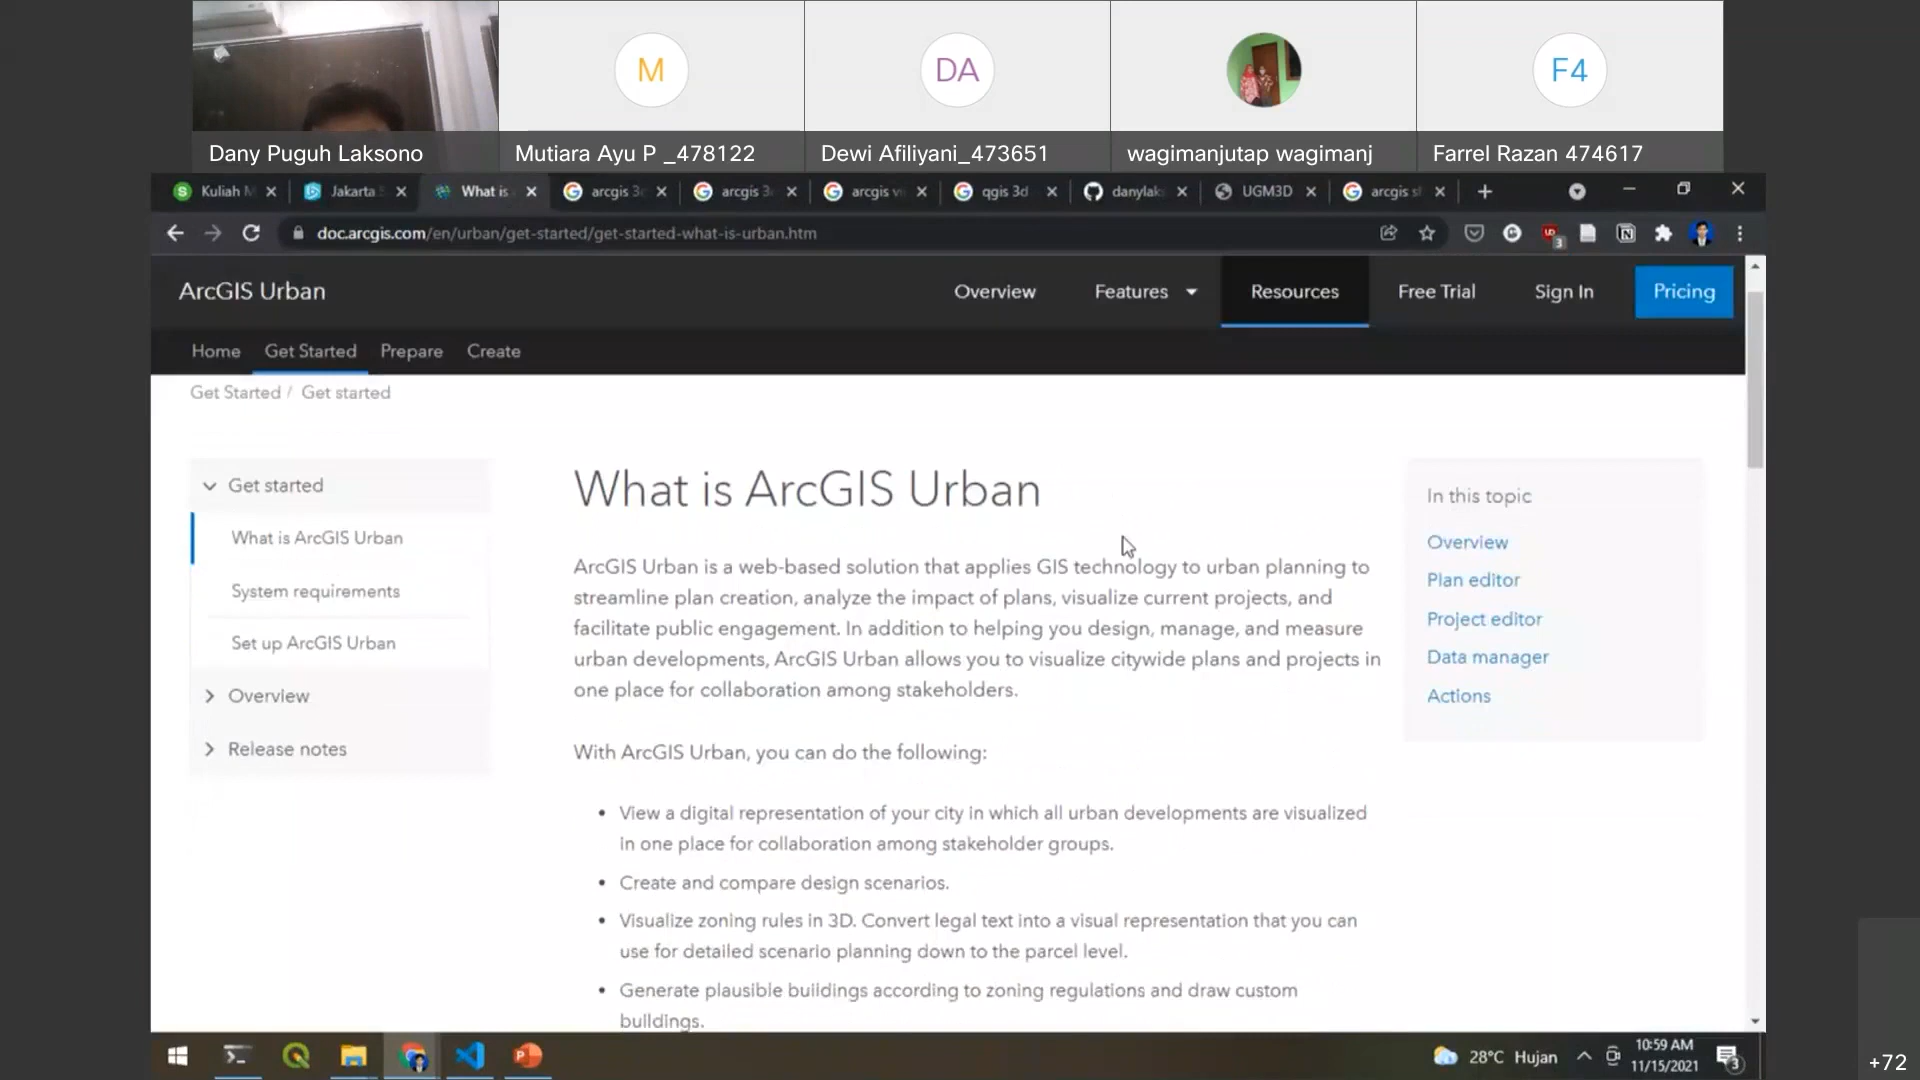 M
DA
F4
Dany Puguh Laksono
Mutiara Ayu P _478122
Dewi Afiliyani_473651
wagimanjutap wagimanj
Farrel Razan 474617
Kuliah
Jakarta
What is
arcgis
arcgis
arcgis
qgis 3d
danylak
UGM3D
arcgis
doc.arcgis.com/en/urban/get-started/get-started-what-is-urban.htm
3
ArcGIS Urban
Overview
Features
Resources
Free Trial
Sign In
Pricing
Home
Get Started
Prepare
Create
Get Started / Get started
Get started
What is ArcGIS Urban
System requirements
Set up ArcGIS Urban
Overview
Release notes
What is ArcGIS Urban
ArcGIS Urban is a web-based solution that applies GIS technology to urban planning to
streamline plan creation, analyze the impact of plans, visualize current projects, and
facilitate public engagement. In addition to helping you design, manage, and measure
urban developments, ArcGIS Urban allows you to visualize citywide plans and projects in
one place for collaboration among stakeholders.
With ArcGIS Urban, you can do the following:
• View a digital representation of your city in which all urban developments are visualized
in one place for collaboration among stakeholder groups.
• Create and compare design scenarios.
• Visualize zoning rules in 3D. Convert legal text into a visual representation that you can
use for detailed scenario planning down to the parcel level.
• Generate plausible buildings according to zoning regulations and draw custom
buildings.
In this topic
Overview
Plan editor
Project editor
Data manager
Actions
28°C Hujan
10:59 AM
11/15/2021
3
+72